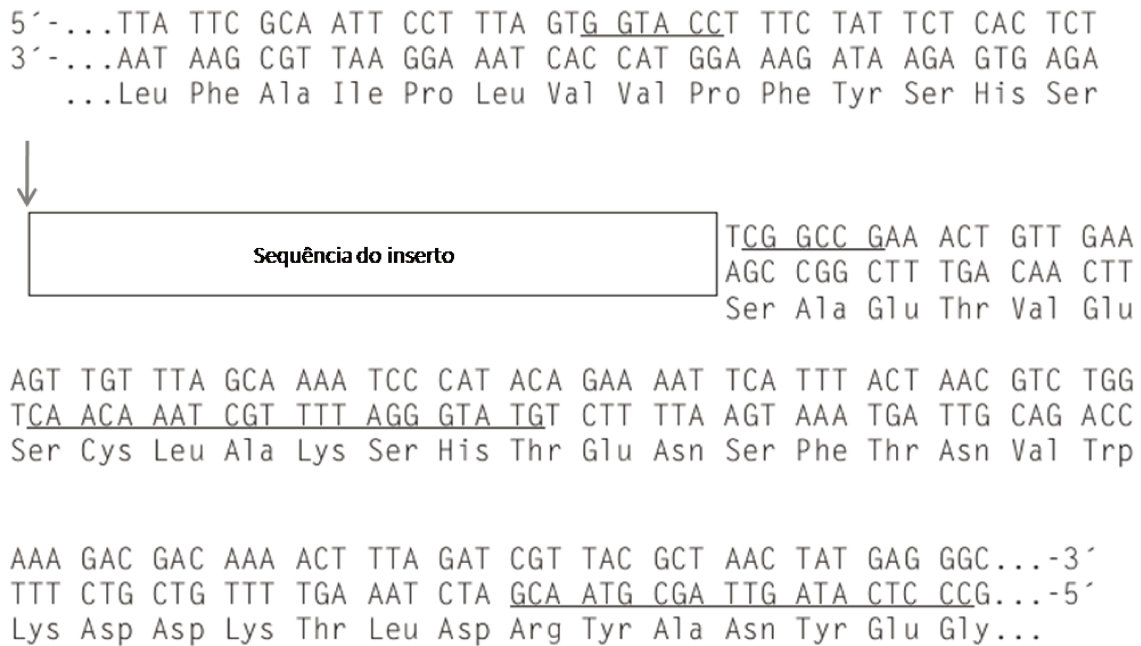 5´-...TTA TTC GCA ATT CCT TTA GTG GTA CCT TTC TAT TCT CAC TCT
3´-...AAT AAG CGT TAA GGA AAT CAC CAT GGA AAG ATA AGA GTG AGA
...Leu Phe Ala Ile Pro Leu Val Val Pro Phe Tyr Ser His Ser
Sequência do inserto
TCG GCC GAA ACT GTT GAA
AGC CGG CTT TGA CAA CTT
Ser Ala Glu Thr Val Glu
AGT TGT TTA GCA AAA TCC CAT ACA GAA AAT TCA TTT ACT AAC GTC TGG
TCA ACA AAT CGT TTT AGG GTA TGT CTT TTA AGT AAA TGA TTG CAG ACC
Ser Cys Leu Ala Lys Ser His Thr Glu Asn Ser Phe Thr Asn Val Trp
AAA GAC GAC AAA ACT TTA GAT CGT TAC GCT AAC TAT GAG GGC...-3´
TTT CTG CTG TTT TGA AAT CTA GCA ATG CGA TTG ATA CTC CCG...-5´
Lys Asp Asp Lys Thr Leu Asp Arg Tyr Ala Asn Tyr Glu Gly...